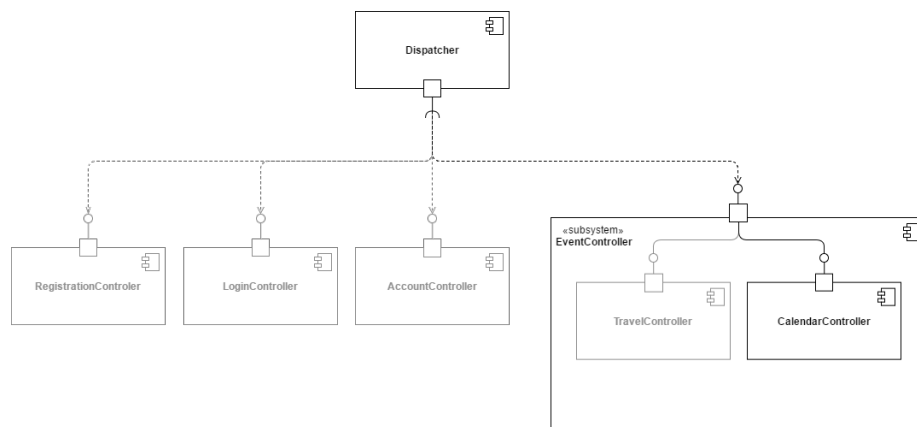 Dispatcher
«subsystem»
EventController
RegistrationControler
LoginController
AccountController
TravelController
CalendarController